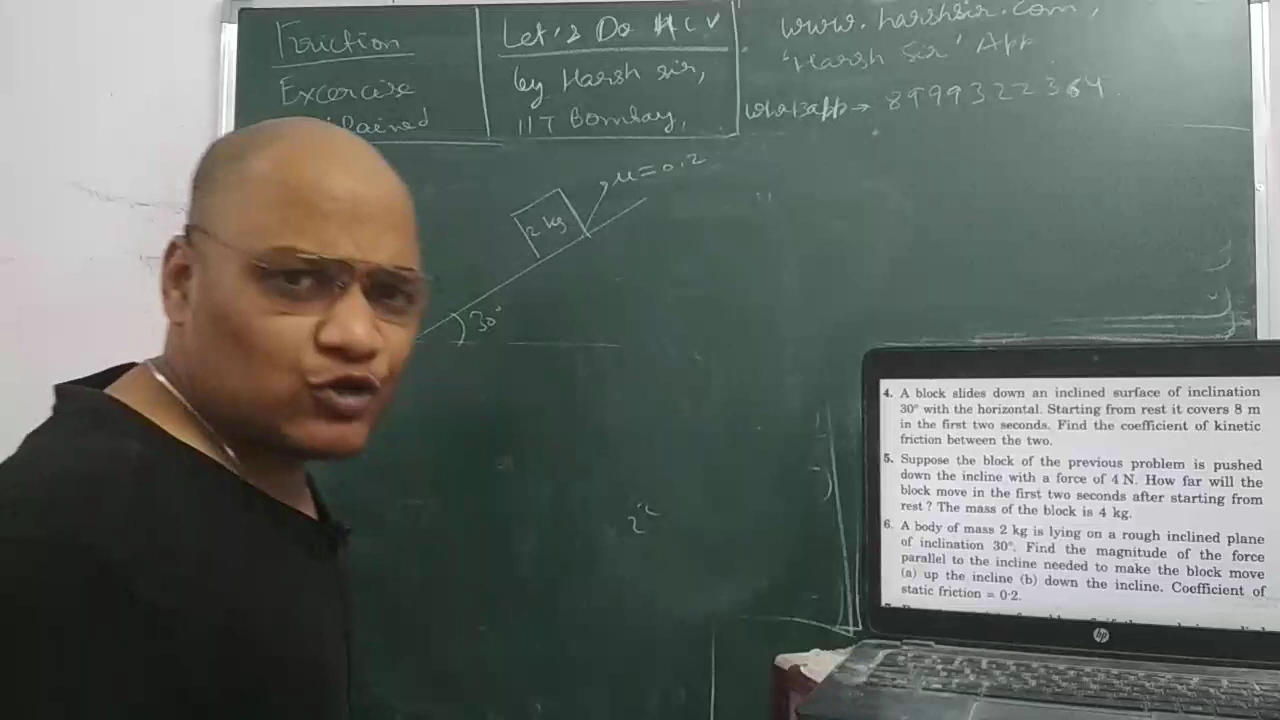 Friction
Excercise
Let's Do HCV
by Harsh sir,
IIT Bombay,
www.harshsir.com,
'Harsh Sir' App
whatsapp → 8999322364
μ=0.2
2 kg
30°
4. A block slides down an inclined surface of inclination
30° with the horizontal. Starting from rest it covers 8 m
in the first two seconds. Find the coefficient of kinetic
friction between the two.
5. Suppose the block of the previous problem is pushed
down the incline with a force of 4 N. How far will the
block move in the first two seconds after starting from
rest ? The mass of the block is 4 kg.
6. A body of mass 2 kg is lying on a rough inclined plane
of inclination 30°. Find the magnitude of the force
parallel to the incline needed to make the block move
(a) up the incline (b) down the incline. Coefficient of
static friction = 0·2.
hp